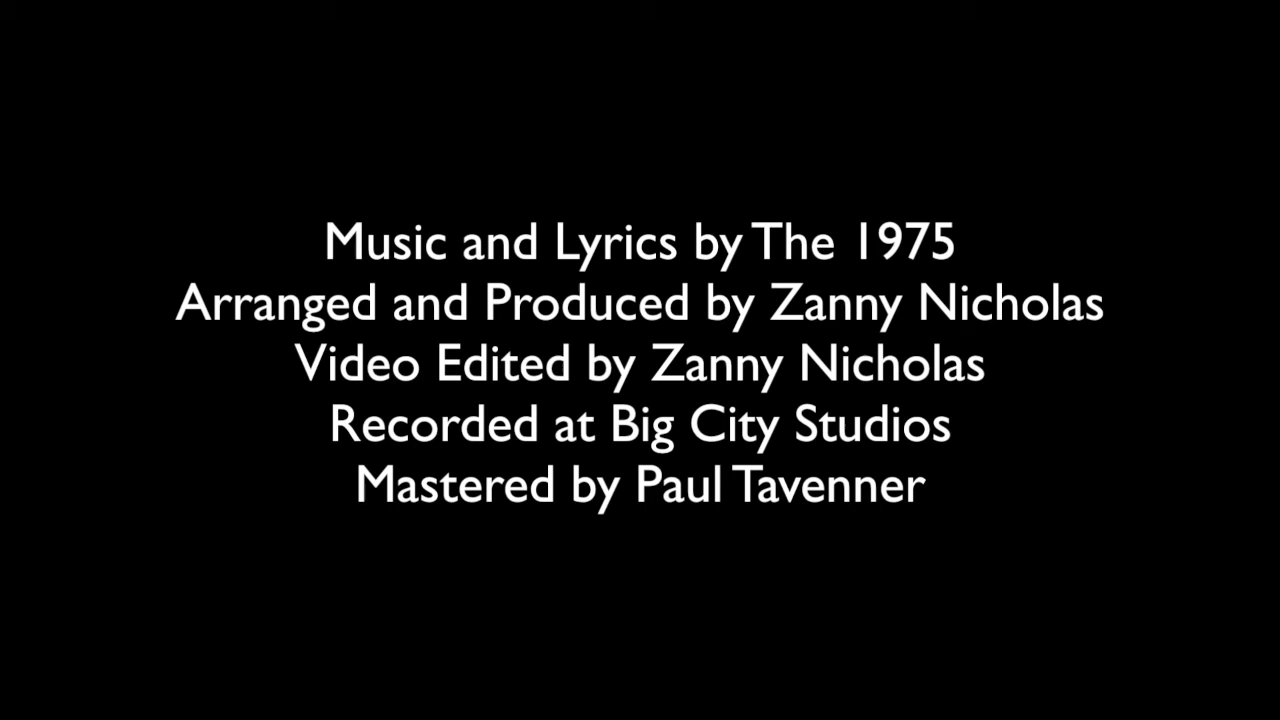 Music and Lyrics by The 1975
Arranged and Produced by Zanny Nicholas
Video Edited by Zanny Nicholas
Recorded at Big City Studios
Mastered by Paul Tavenner